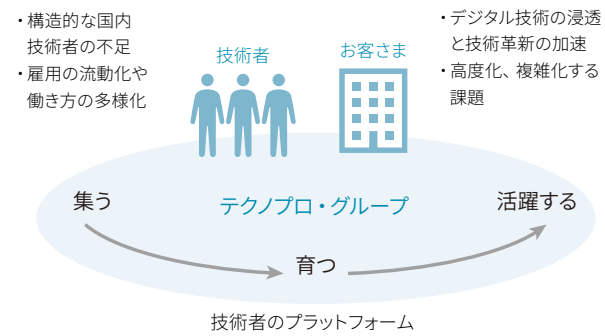 ・構造的な国内
技術者の不足
・雇用の流動化や
働き方の多様化
技術者
お客さま
・デジタル技術の浸透
と技術革新の加速
・高度化、複雑化する
課題
集う
テクノプロ・グループ
活躍する
育つ
技術者のプラットフォーム